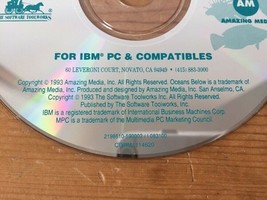 THE SOFTWARE TOOLWORKS
AM
AMAZING MEDIA
FOR IBM® PC & COMPATIBLES
60 LEVERONI COURT, NOVATO, CA 94949 • (415) 883-3000
Copyright © 1993 Amazing Media, Inc. Oceans Below is a trademark of
Amazing Media, Inc. Produced and designed by Amazing Media, Inc. San Anselmo, CA.
Copyright © 1993 The Software Toolworks Inc. All Rights Reserved.
Published by The Software Toolworks, Inc.
IBM is a registered trademark of International Business Machines Corp.
MPC is a trademark of the Multimedia PC Marketing Council.